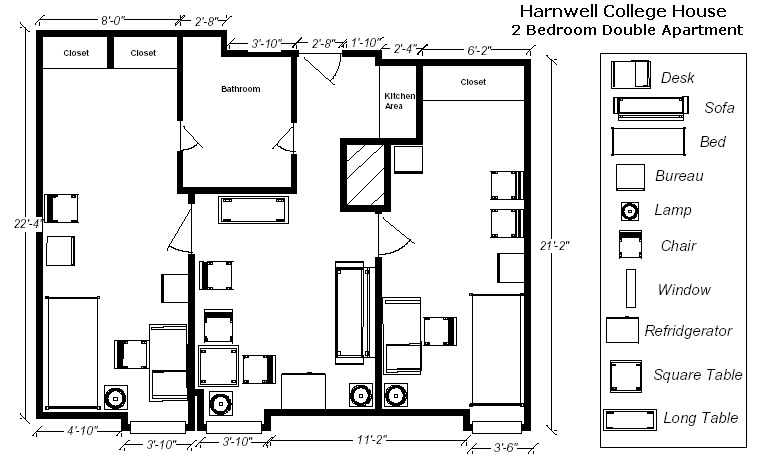 Harnwell College House
2 Bedroom Double Apartment
8'-0"
2'-8"
3'-10"
2'-8"
1'-10"
2'-4"
6'-2"
Closet
Closet
Bathroom
Kitchen
Area
Closet
22'-4"
21'-2"
4'-10"
3'-10"
3'-10"
11'-2"
3'-6"
Desk
Sofa
Bed
Bureau
Lamp
Chair
Window
Refridgerator
Square Table
Long Table